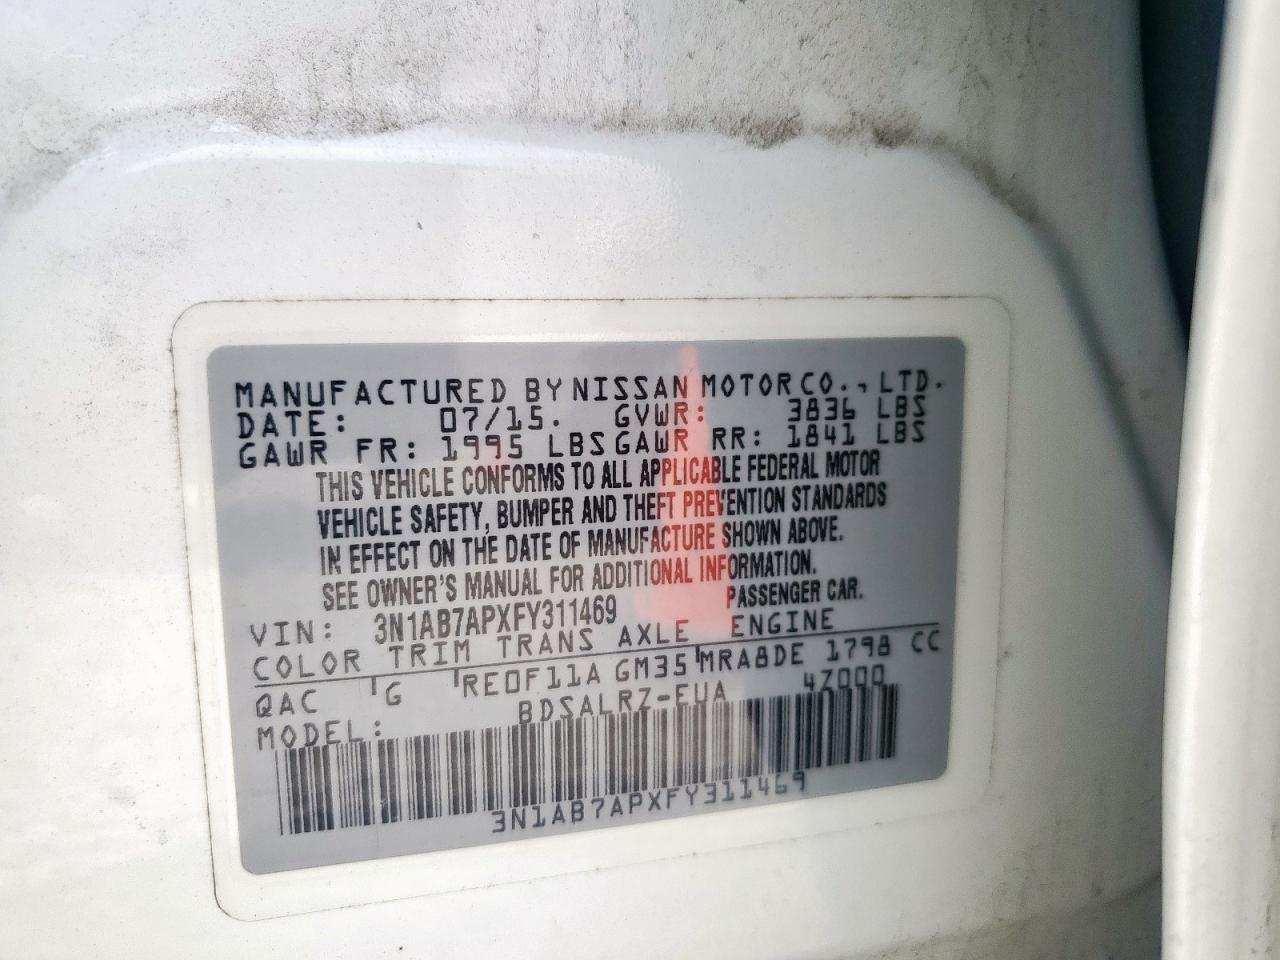 MANUFACTURED BY NISSAN MOTOR CO., LTD.
DATE: 07/15. GVWR: 3836 LBS
GAWR FR: 1995 LBS GAWR RR: 1841 LBS
THIS VEHICLE CONFORMS TO ALL APPLICABLE FEDERAL MOTOR
VEHICLE SAFETY, BUMPER AND THEFT PREVENTION STANDARDS
IN EFFECT ON THE DATE OF MANUFACTURE SHOWN ABOVE.
SEE OWNER'S MANUAL FOR ADDITIONAL INFORMATION.
PASSENGER CAR.
VIN: 3N1AB7APXFY311469
COLOR TRIM TRANS AXLE ENGINE
QAC G RE0F11A GM35 MRA8DE 1798 CC
MODEL: BDSALRZ-EUA 47000
3N1AB7APXFY311469